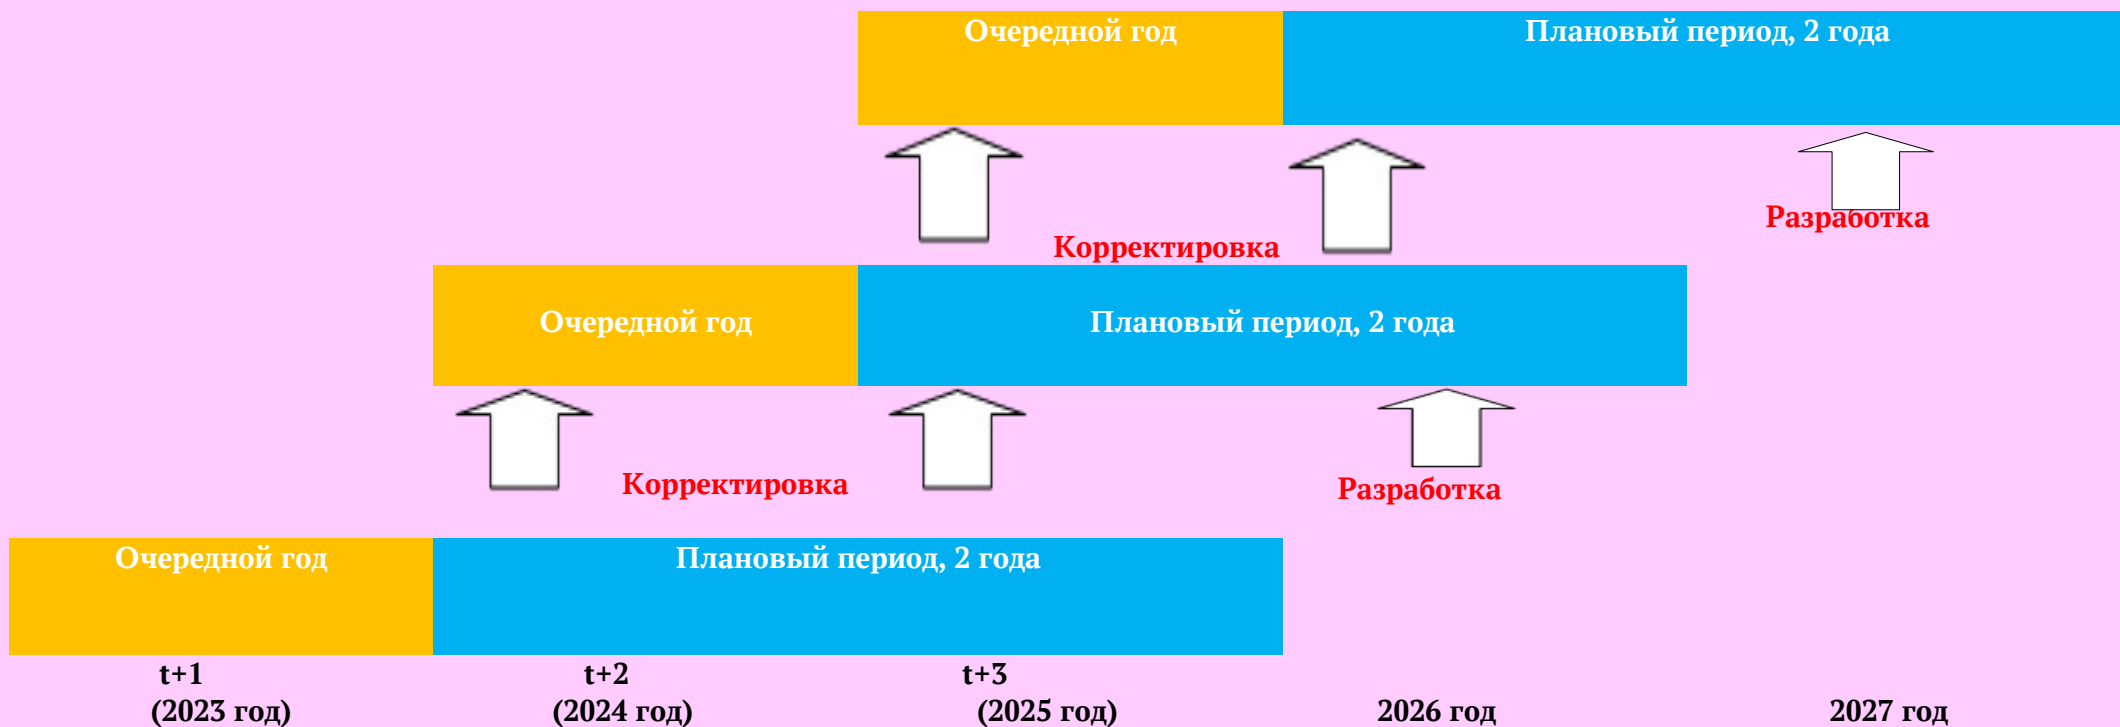 Очередной год
Плановый период, 2 года
Разработка
Корректировка
Очередной год
Плановый период, 2 года
Корректировка
Разработка
Очередной год
Плановый период, 2 года
t+1
t+2
t+3
(2023 год)
(2024 год)
(2025 год)
2026 год
2027 год